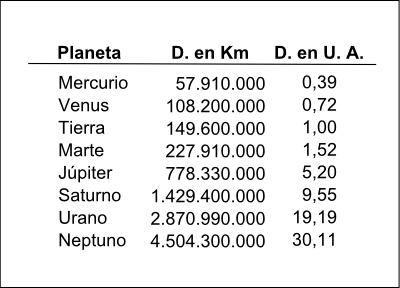 Planeta D. en Km D. en U. A.
Mercurio 57.910.000 0,39
Venus 108.200.000 0,72
Tierra 149.600.000 1,00
Marte 227.910.000 1,52
Júpiter 778.330.000 5,20
Saturno 1.429.400.000 9,55
Urano 2.870.990.000 19,19
Neptuno 4.504.300.000 30,11